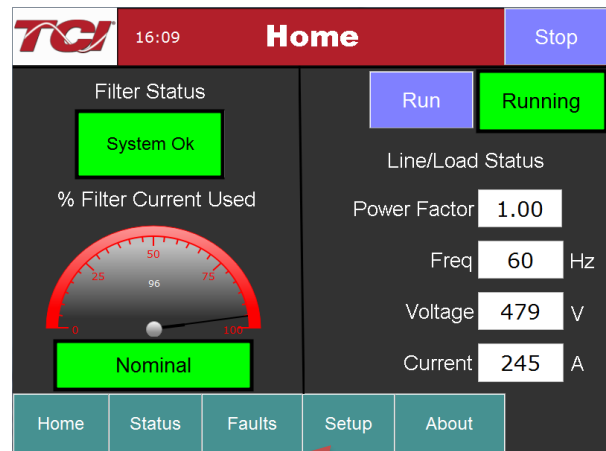 TCI
16:09
Home
Stop
Filter Status
System Ok
% Filter Current Used
0
25
50
75
100
96
Nominal
Run
Running
Line/Load Status
Power Factor 1.00
Freq 60 Hz
Voltage 479 V
Current 245 A
Home
Status
Faults
Setup
About